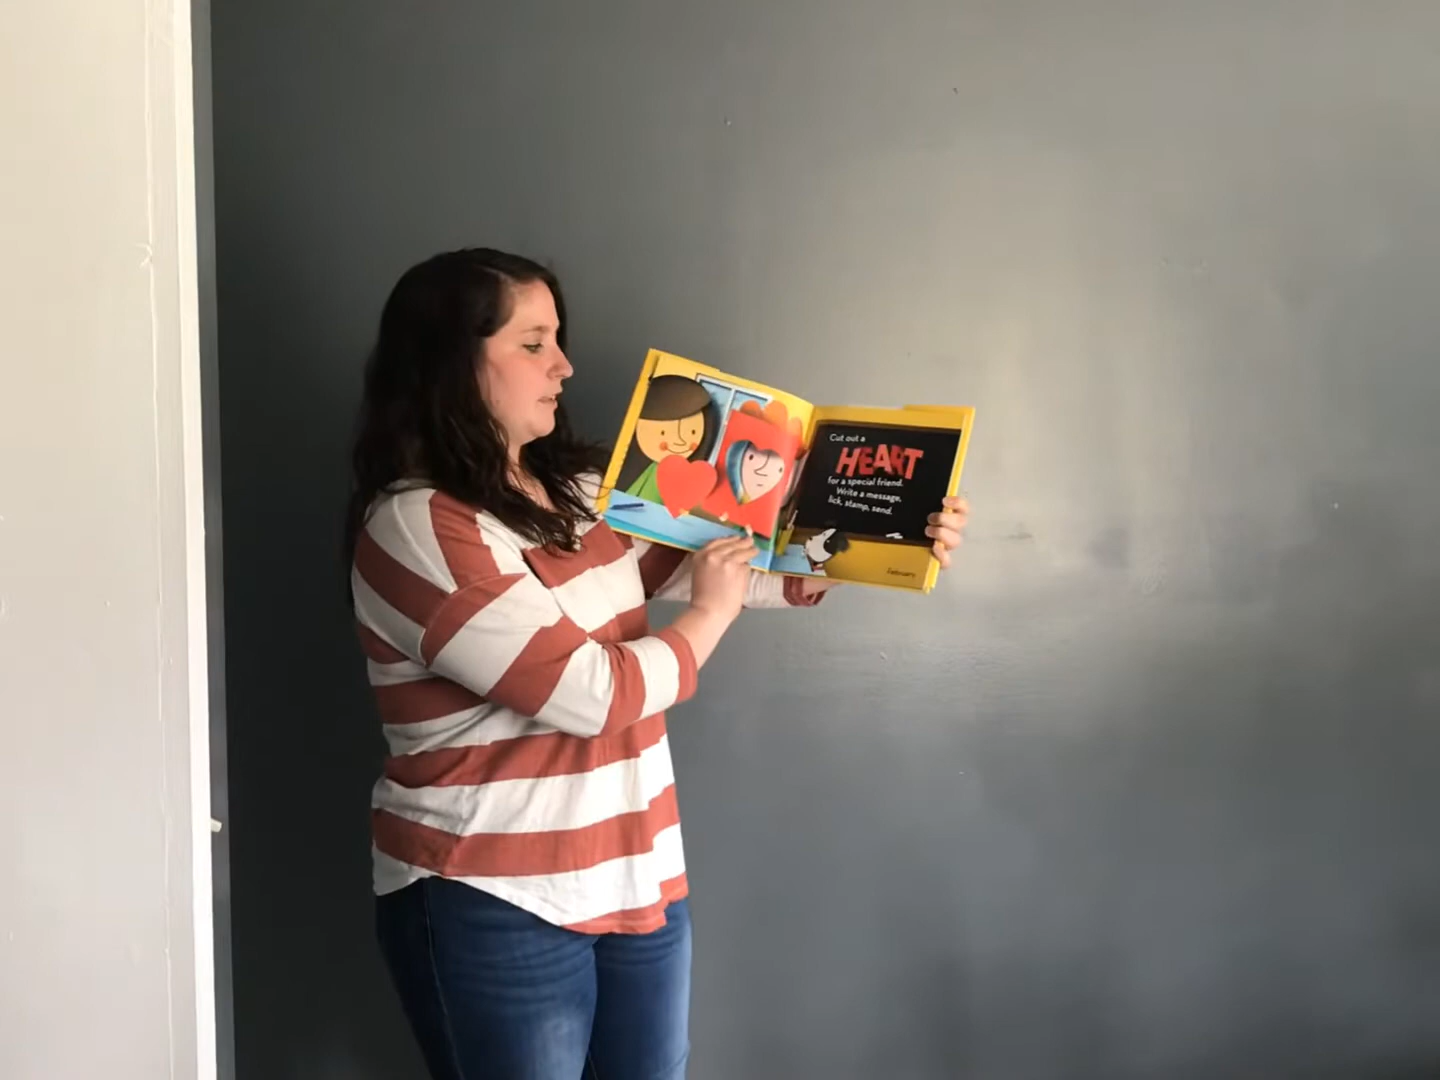 Cut out a
HEART
for a special friend.
Write a message,
lick, stamp, send.
February